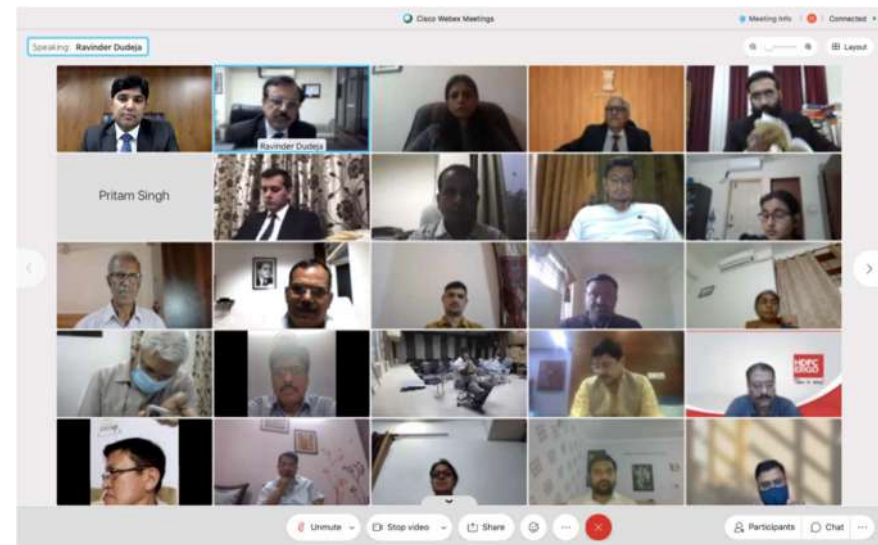 Cisco Webex Meetings
Meeting Info
Connected
Speaking: Ravinder Dudeja
Layout
Ravinder Dudeja
Pritam Singh
HDFC
ERGO
Unmute
Stop video
Share
Participants
Chat